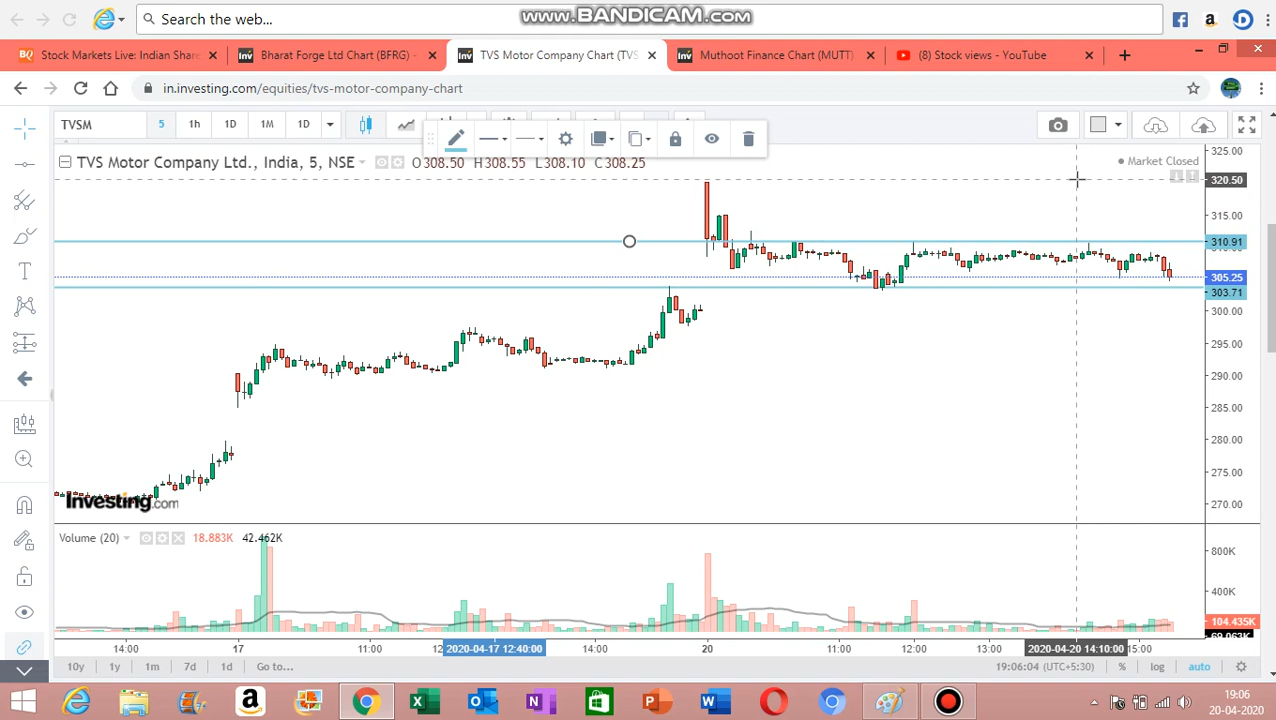 Search the web...
www.BANDICAM.com
Stock Markets Live: Indian Shar
Bharat Forge Ltd Chart (BFRG) -
TVS Motor Company Chart (TVS
Muthoot Finance Chart (MUTT)
(8) Stock views - YouTube
in.investing.com/equities/tvs-motor-company-chart
TVSM 5 1h 1D 1M 1D
TVS Motor Company Ltd., India, 5, NSE O308.50 H308.55 L308.10 C308.25
Market Closed
325.00
320.50
315.00
310.91
305.25
303.71
300.00
295.00
290.00
285.00
280.00
275.00
270.00
Investing.com
Volume (20) 18.883K 42.462K
800K
400K
104.435K
69.063K
14:00 17 11:00 2020-04-17 12:40:00 14:00 20 11:00 12:00 13:00 2020-04-20 14:10:00 15:00
10y 1y 1m 7d 1d Go to... 19:06:04 (UTC+5:30) % log auto
19:06
20-04-2020